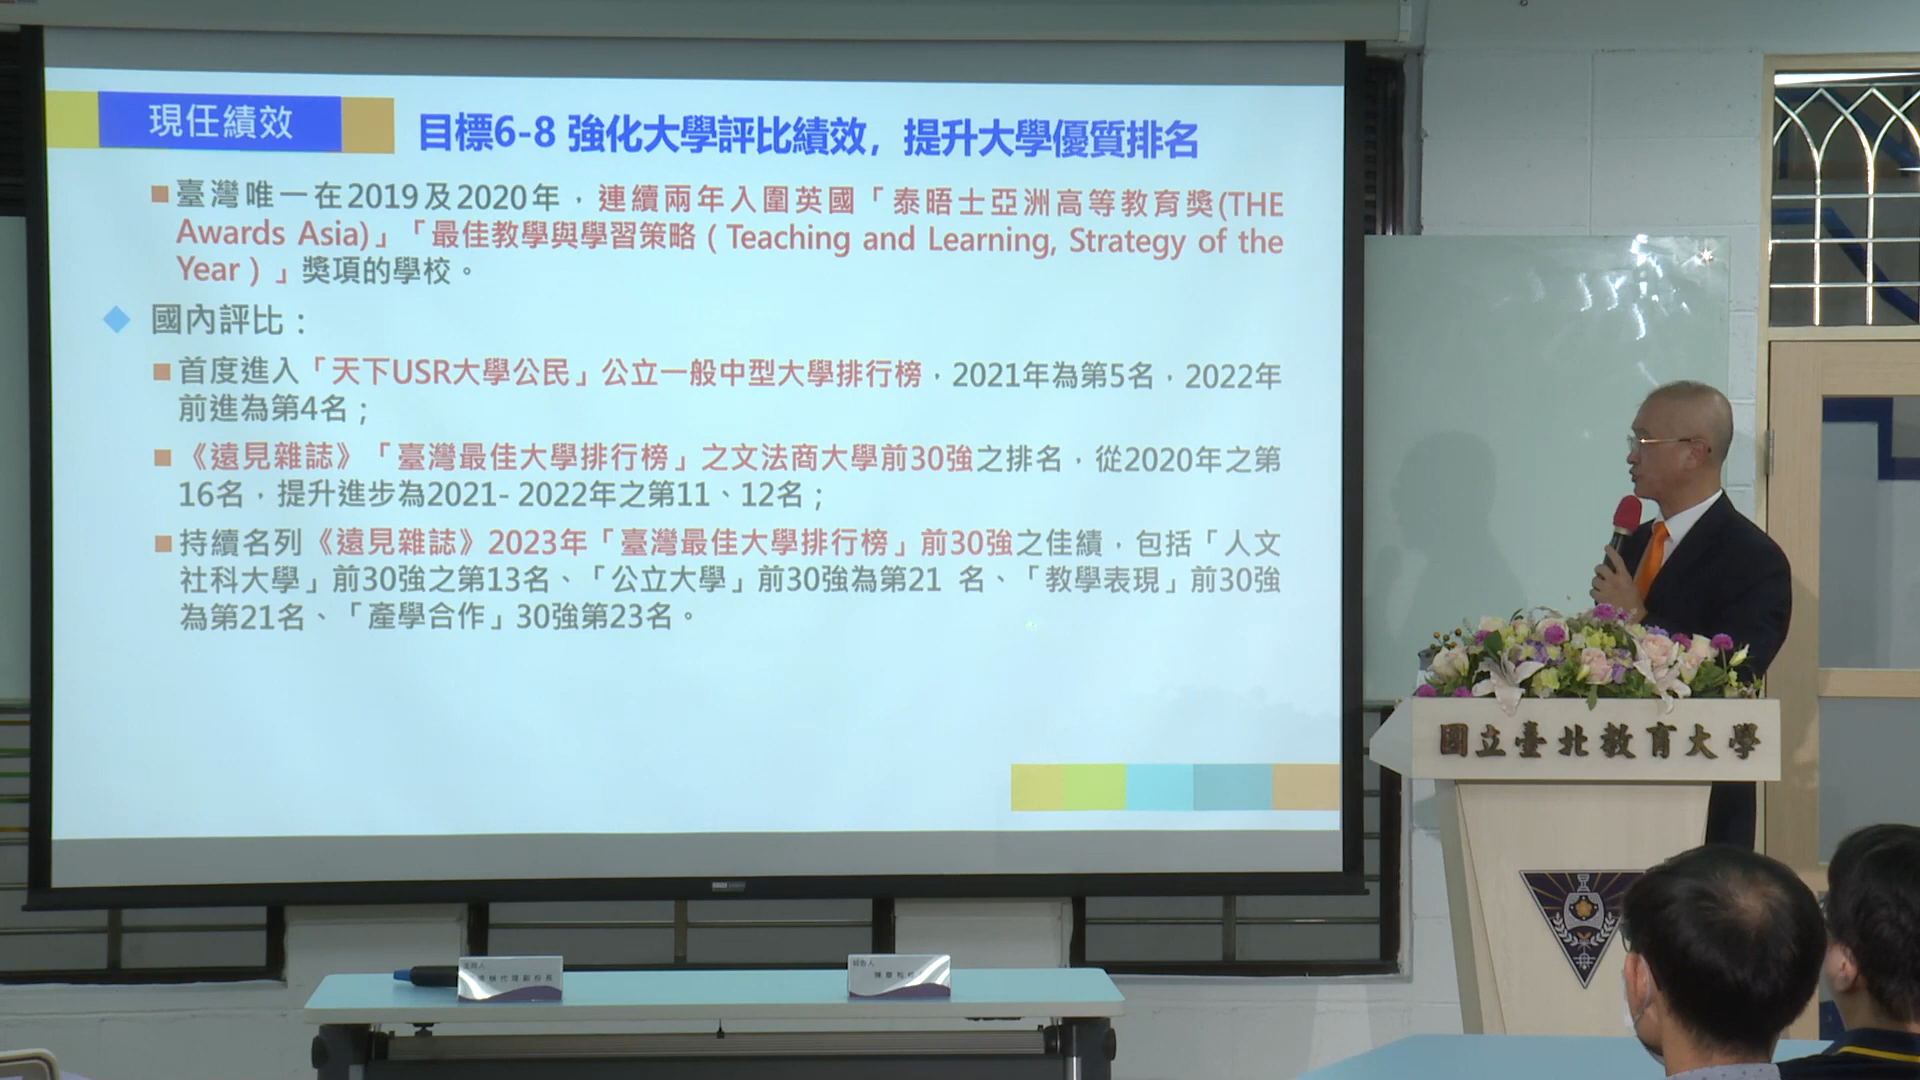 現任績效
目標6-8 強化大學評比績效，提升大學優質排名
臺灣唯一在2019及2020年，連續兩年入圍英國「泰晤士亞洲高等教育獎(THE
Awards Asia)」「最佳教學與學習策略（Teaching and Learning, Strategy of the
Year）」獎項的學校。
國內評比：
首度進入「天下USR大學公民」公立一般中型大學排行榜，2021年為第5名，2022年
前進為第4名；
《遠見雜誌》「臺灣最佳大學排行榜」之文法商大學前30強之排名，從2020年之第
16名，提升進步為2021- 2022年之第11、12名；
持續名列《遠見雜誌》2023年「臺灣最佳大學排行榜」前30強之佳績，包括「人文
社科大學」前30強之第13名、「公立大學」前30強為第21 名、「教學表現」前30強
為第21名、「產學合作」30強第23名。
國立臺北教育大學